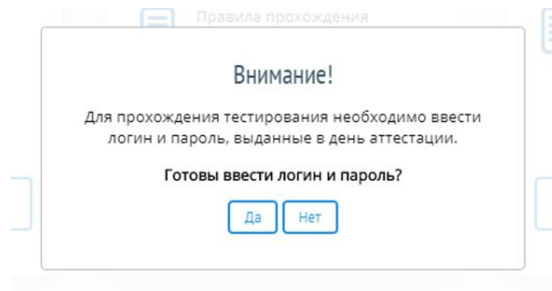 Правила прохождения
Внимание!
Для прохождения тестирования необходимо ввести
логин и пароль, выданные в день аттестации.
Готовы ввести логин и пароль?
Да Нет